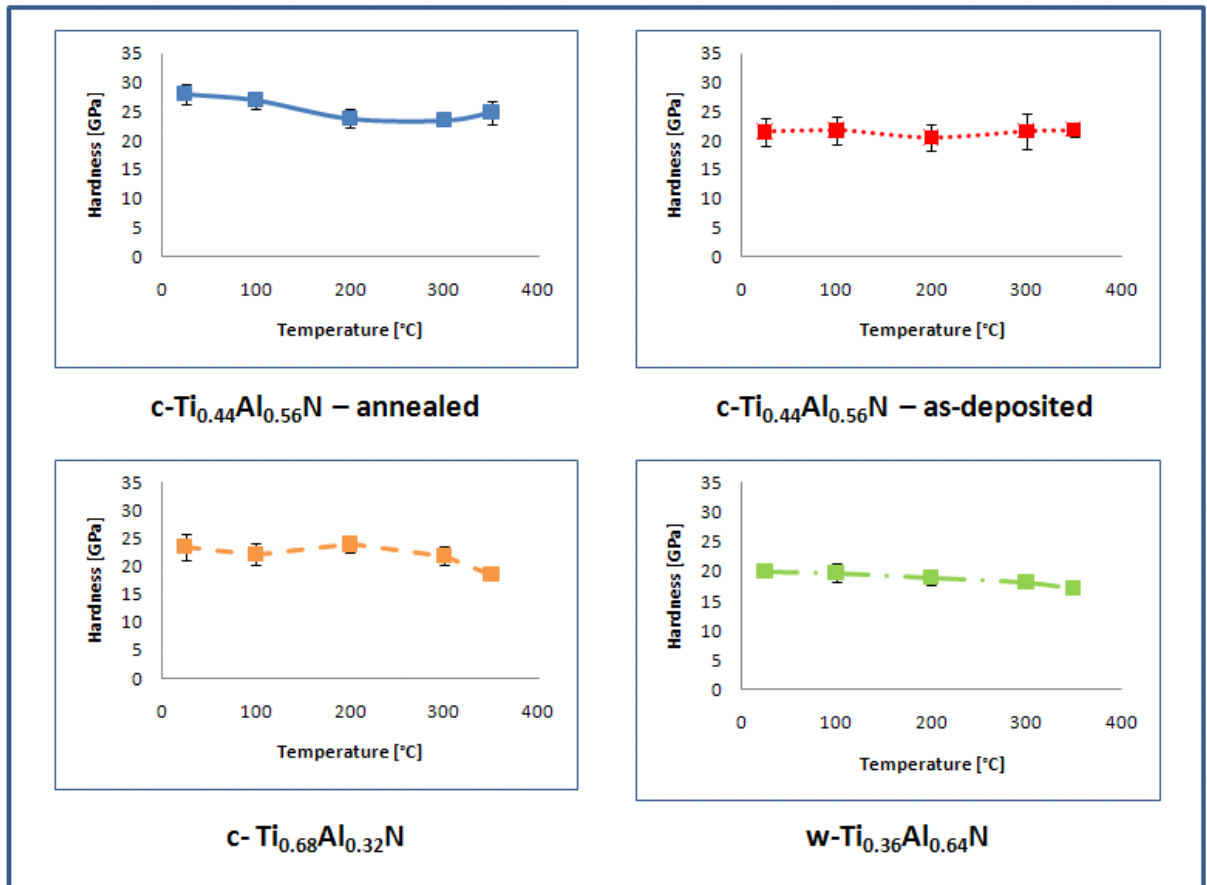 35
30
25
20
15
10
5
0
Hardness [GPa]
0 100 200 300 400
Temperature [°C]
c-Ti₀.₄₄Al₀.₅₆N – annealed
35
30
25
20
15
10
5
0
Hardness [GPa]
0 100 200 300 400
Temperature [°C]
c-Ti₀.₄₄Al₀.₅₆N – as-deposited
35
30
25
20
15
10
5
0
Hardness [GPa]
0 100 200 300 400
Temperature [°C]
c- Ti₀.₆₈Al₀.₃₂N
35
30
25
20
15
10
5
0
Hardness [GPa]
0 100 200 300 400
Temperature [°C]
w-Ti₀.₃₆Al₀.₆₄N